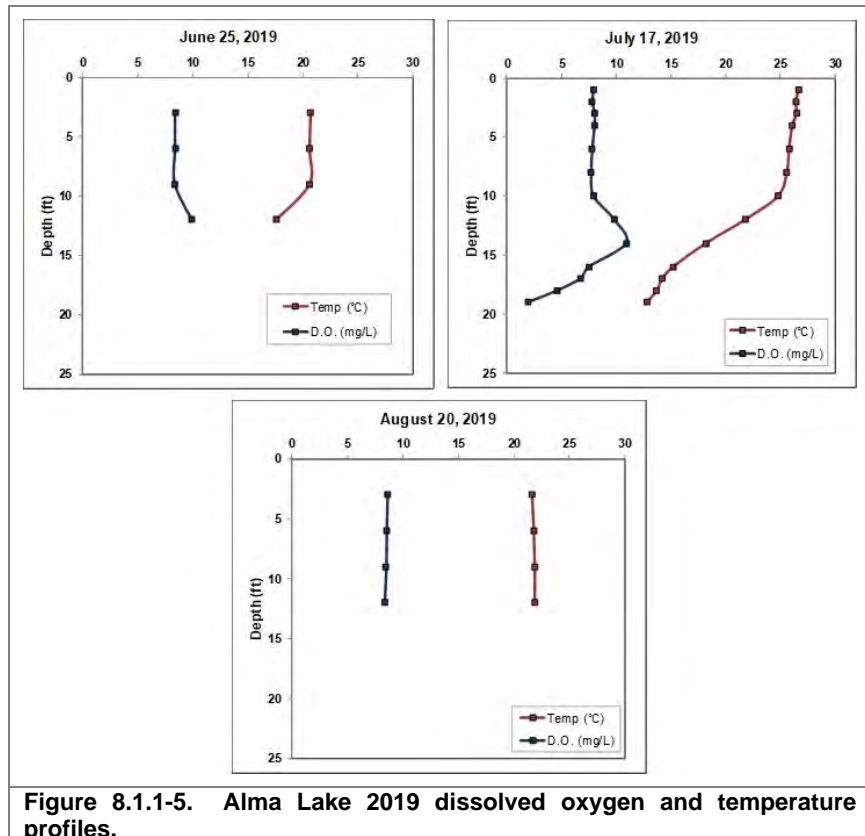 June 25, 2019
0 5 10 15 20 25 30
0
5
10
15
20
25
Depth (ft)
Temp (°C)
D.O. (mg/L)
July 17, 2019
0 5 10 15 20 25 30
0
5
10
15
20
25
Depth (ft)
Temp (°C)
D.O. (mg/L)
August 20, 2019
0 5 10 15 20 25 30
0
5
10
15
20
25
Depth (ft)
Temp (°C)
D.O. (mg/L)
Figure 8.1.1-5. Alma Lake 2019 dissolved oxygen and temperature
profiles.